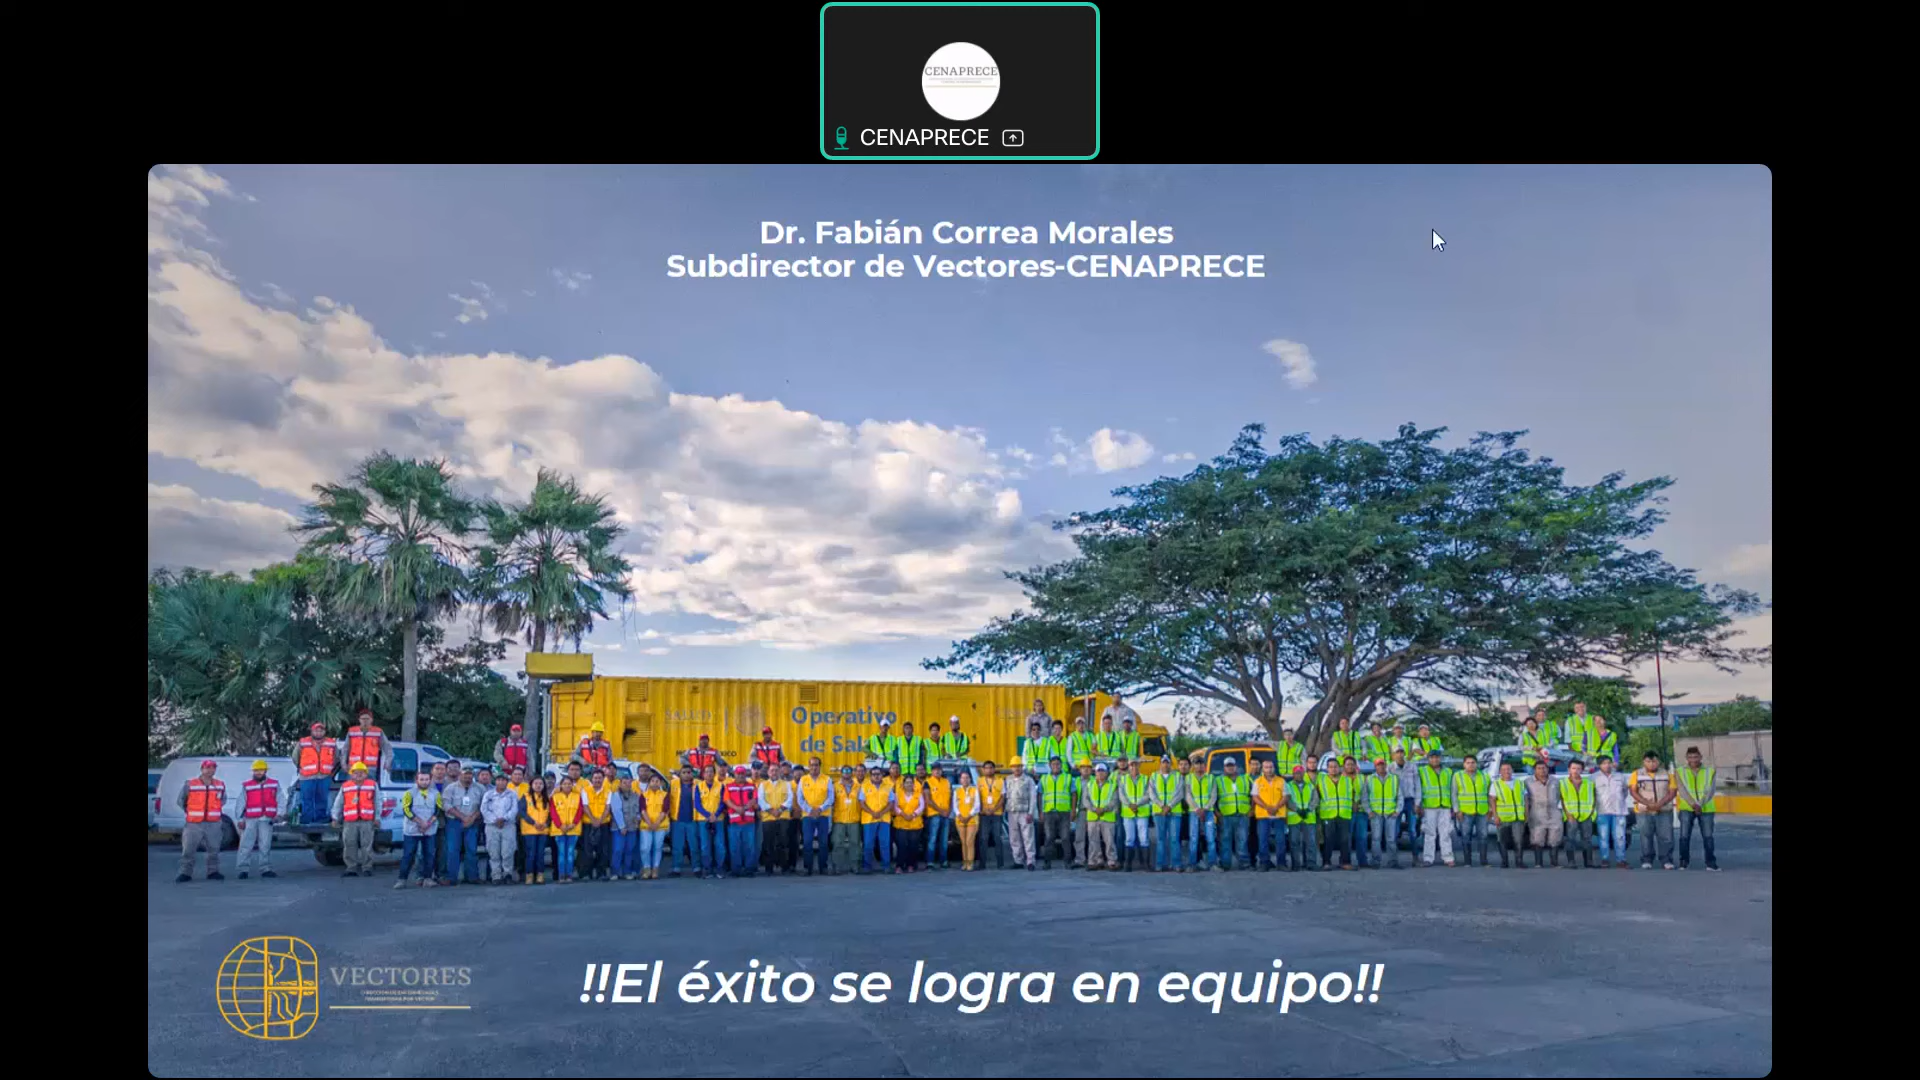 CENAPRECE
CENAPRECE
Dr. Fabián Correa Morales
Subdirector de Vectores-CENAPRECE
Operativo
de Sal
VECTORES
!!El éxito se logra en equipo!!